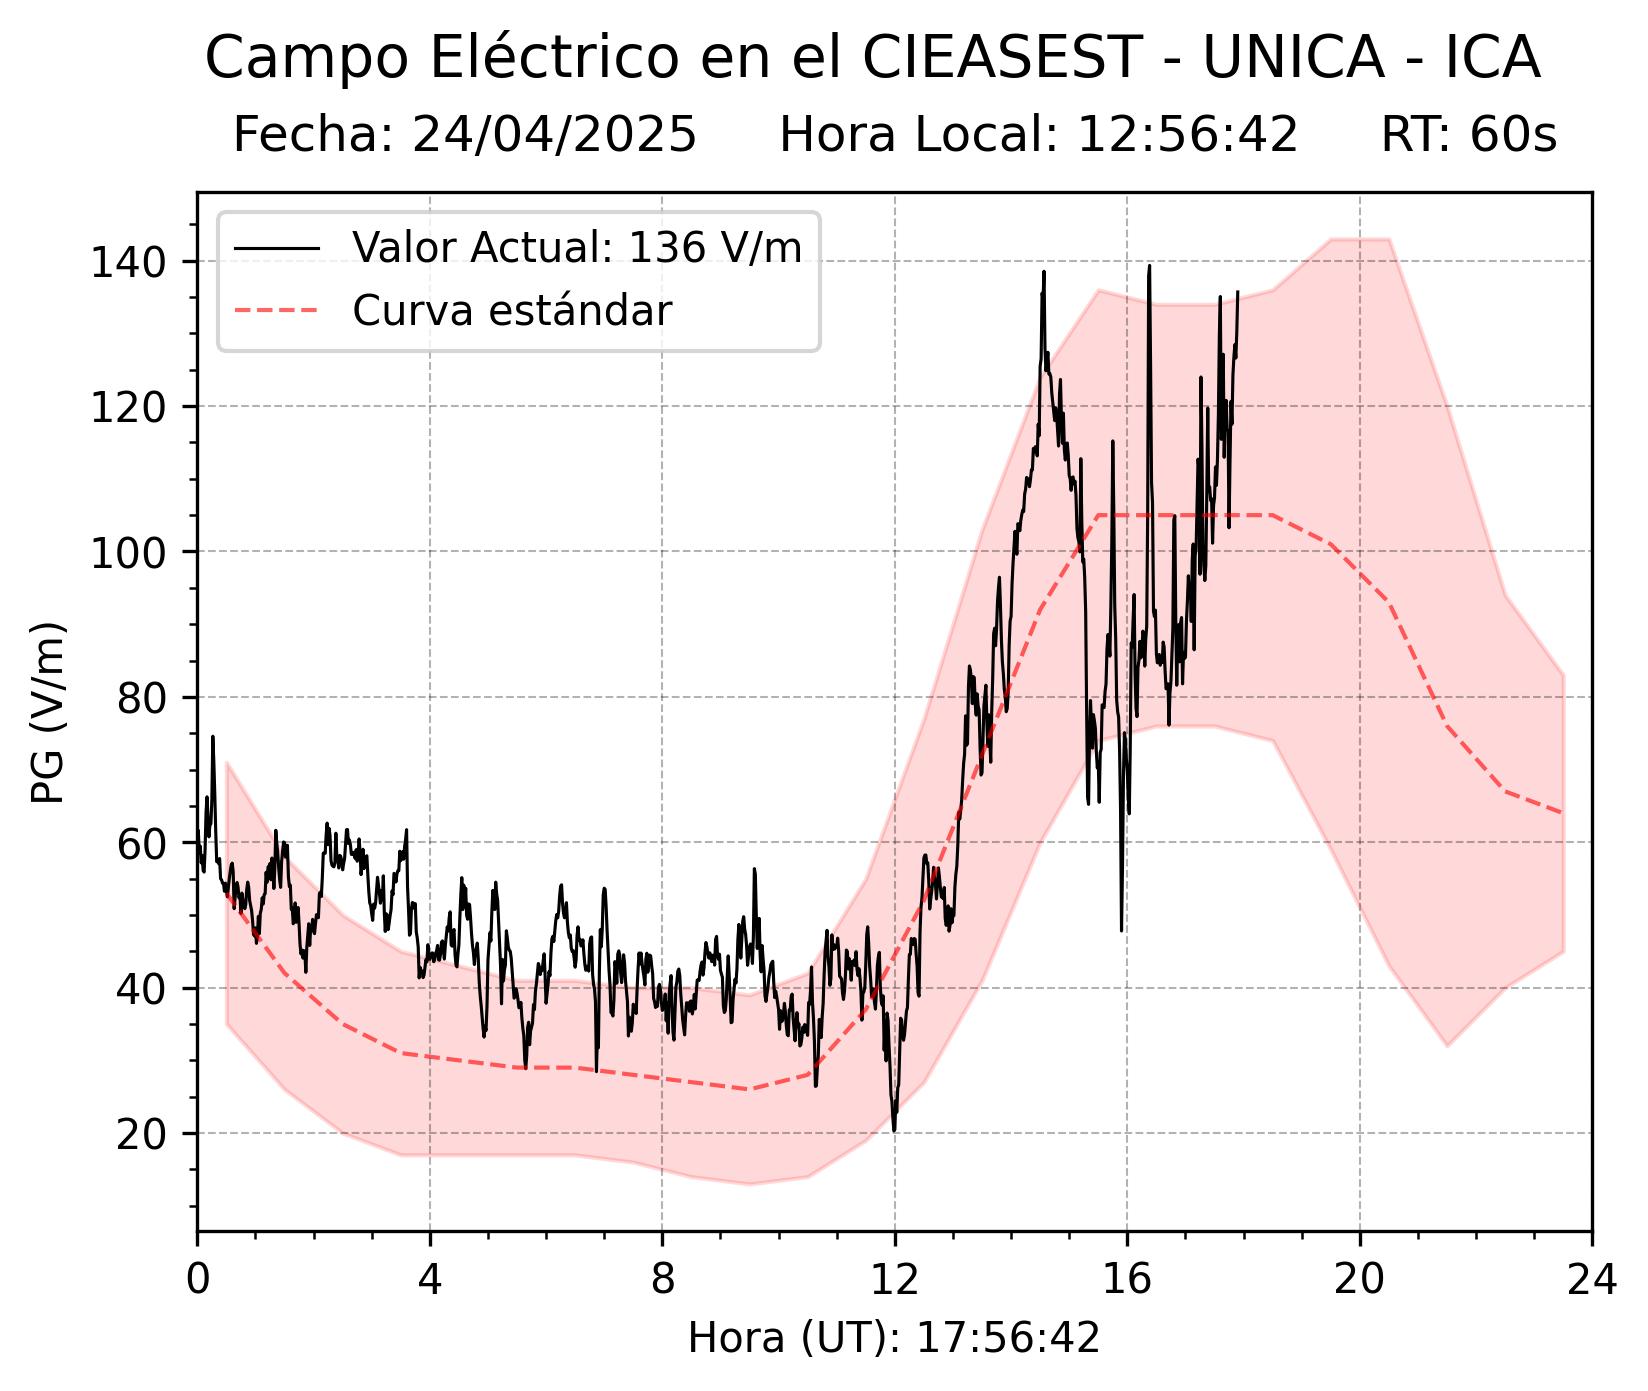 Campo Eléctrico en el CIEASEST - UNICA - ICA
Fecha: 24/04/2025 Hora Local: 12:56:42 RT: 60s
Valor Actual: 136 V/m
Curva estándar
PG (V/m)
140
120
100
80
60
40
20
0 4 8 12 16 20 24
Hora (UT): 17:56:42